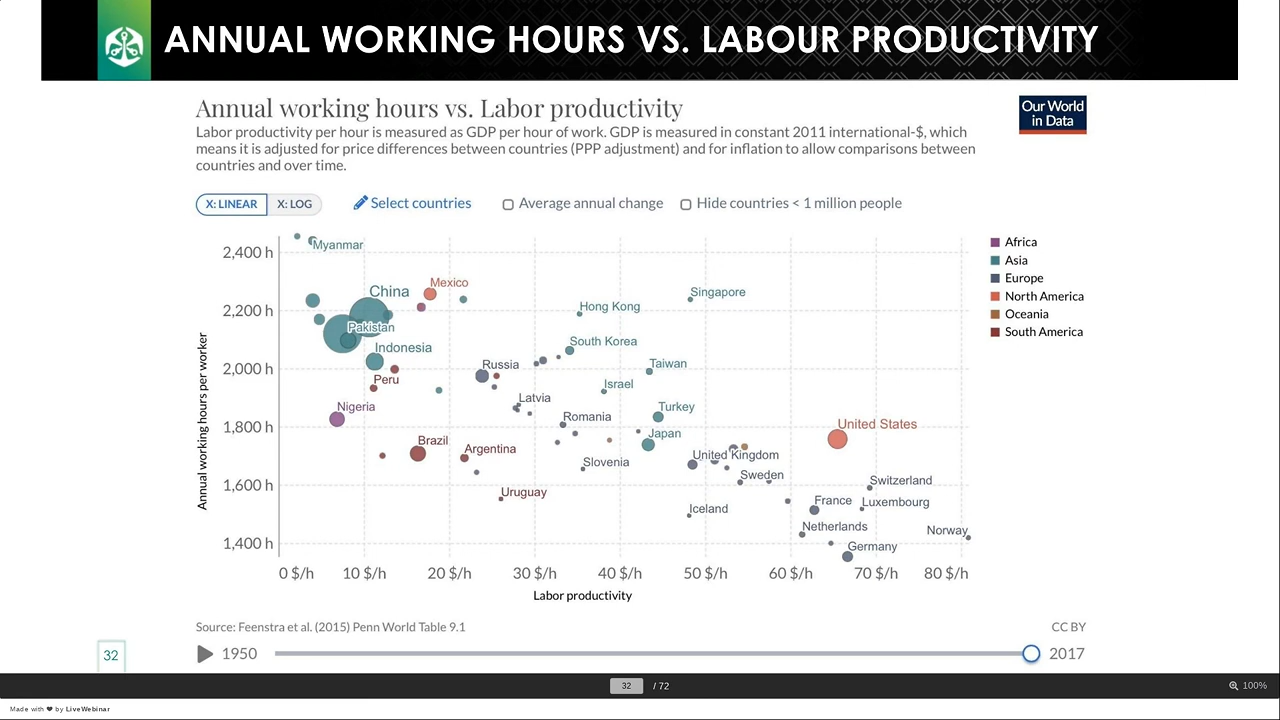 ANNUAL WORKING HOURS VS. LABOUR PRODUCTIVITY
Annual working hours vs. Labor productivity
Our World
in Data
Labor productivity per hour is measured as GDP per hour of work. GDP is measured in constant 2011 international-$, which
means it is adjusted for price differences between countries (PPP adjustment) and for inflation to allow comparisons between
countries and over time.
X: LINEAR
X: LOG
Select countries
Average annual change
Hide countries < 1 million people
Annual working hours per worker
2,400 h
2,200 h
2,000 h
1,800 h
1,600 h
1,400 h
Myanmar
China
Mexico
Pakistan
Indonesia
Peru
Nigeria
Brazil
Argentina
Uruguay
Russia
Latvia
Romania
Slovenia
Hong Kong
Singapore
South Korea
Taiwan
Israel
Turkey
Japan
United Kingdom
Sweden
Iceland
United States
Switzerland
France
Luxembourg
Netherlands
Norway
Germany
Africa
Asia
Europe
North America
Oceania
South America
0 $/h
10 $/h
20 $/h
30 $/h
40 $/h
50 $/h
60 $/h
70 $/h
80 $/h
Labor productivity
Source: Feenstra et al. (2015) Penn World Table 9.1
CC BY
32
1950
2017
32 / 72
100%
Made with ❤ by LiveWebinar